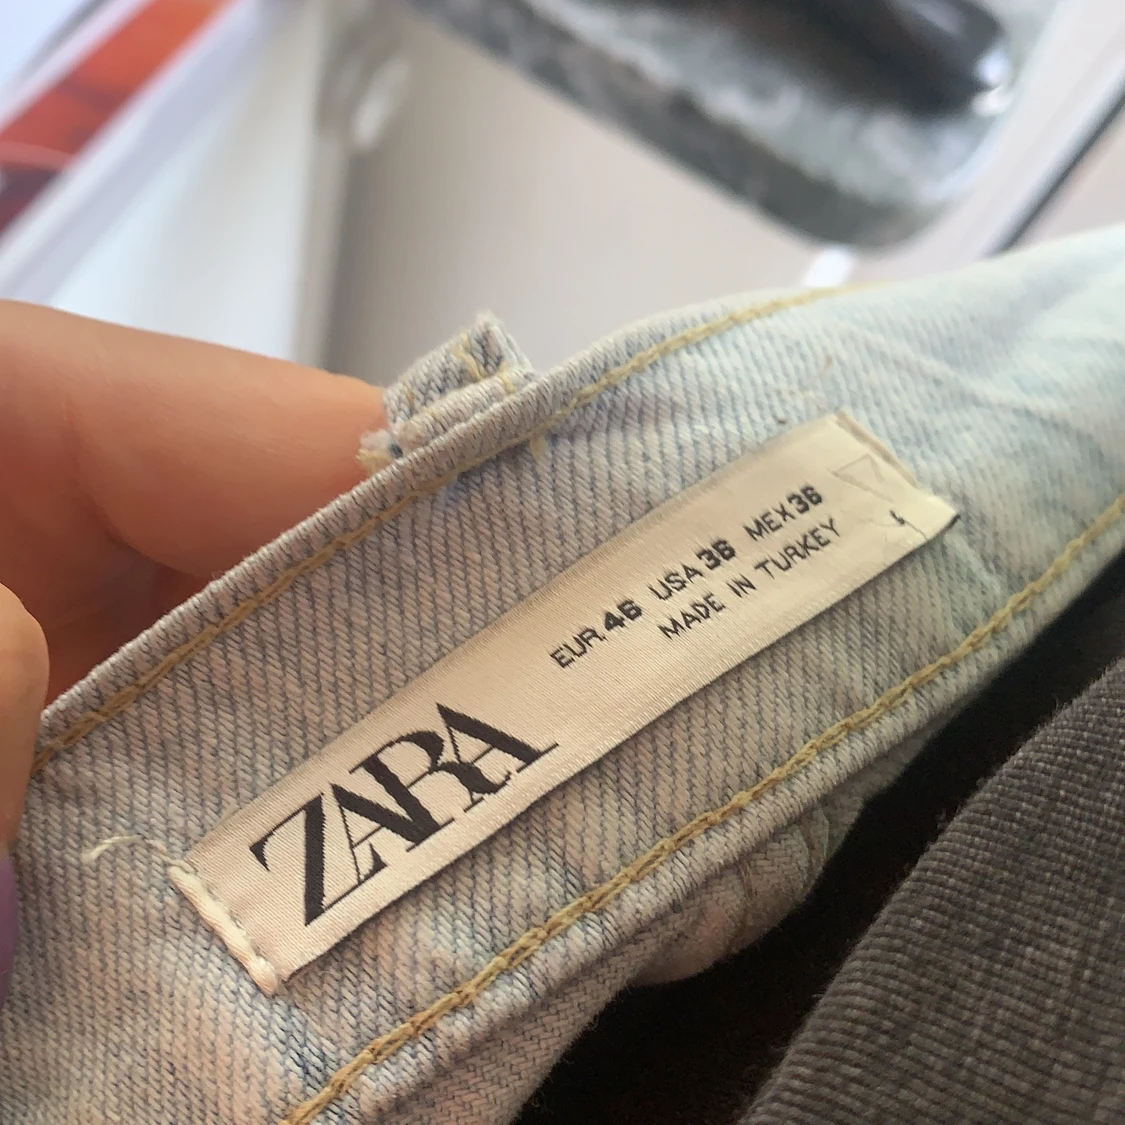 ZARA
EUR 46 USA 36 MEX 36
MADE IN TURKEY